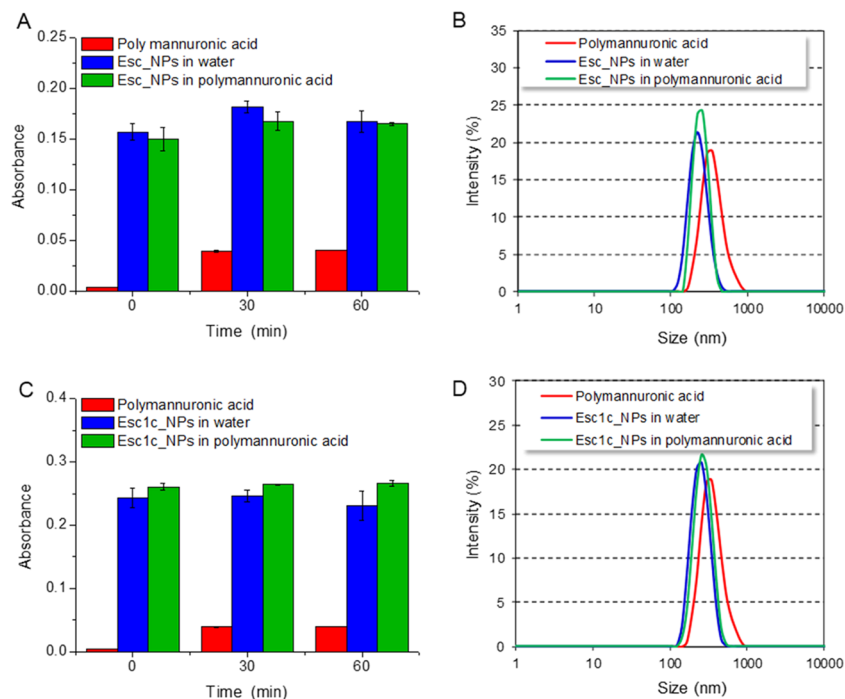 A
0.25
0.20
0.15
0.10
0.05
0.00
Absorbance
Poly mannuronic acid
Esc_NPs in water
Esc_NPs in polymannuronic acid
0 30 60
Time (min)
B
35
30
25
20
15
10
5
0
Intensity (%)
Polymannuronic acid
Esc_NPs in water
Esc_NPs in polymannuronic acid
1 10 100 1000 10000
Size (nm)
C
0.4
0.3
0.2
0.1
0.0
Absorbance
Polymannuronic acid
Esc1c_NPs in water
Esc1c_NPs in polymannuronic acid
0 30 60
Time (min)
D
30
25
20
15
10
5
0
Intensity (%)
Polymannuronic acid
Esc1c_NPs in water
Esc1c_NPs in polymannuronic acid
1 10 100 1000 10000
Size (nm)